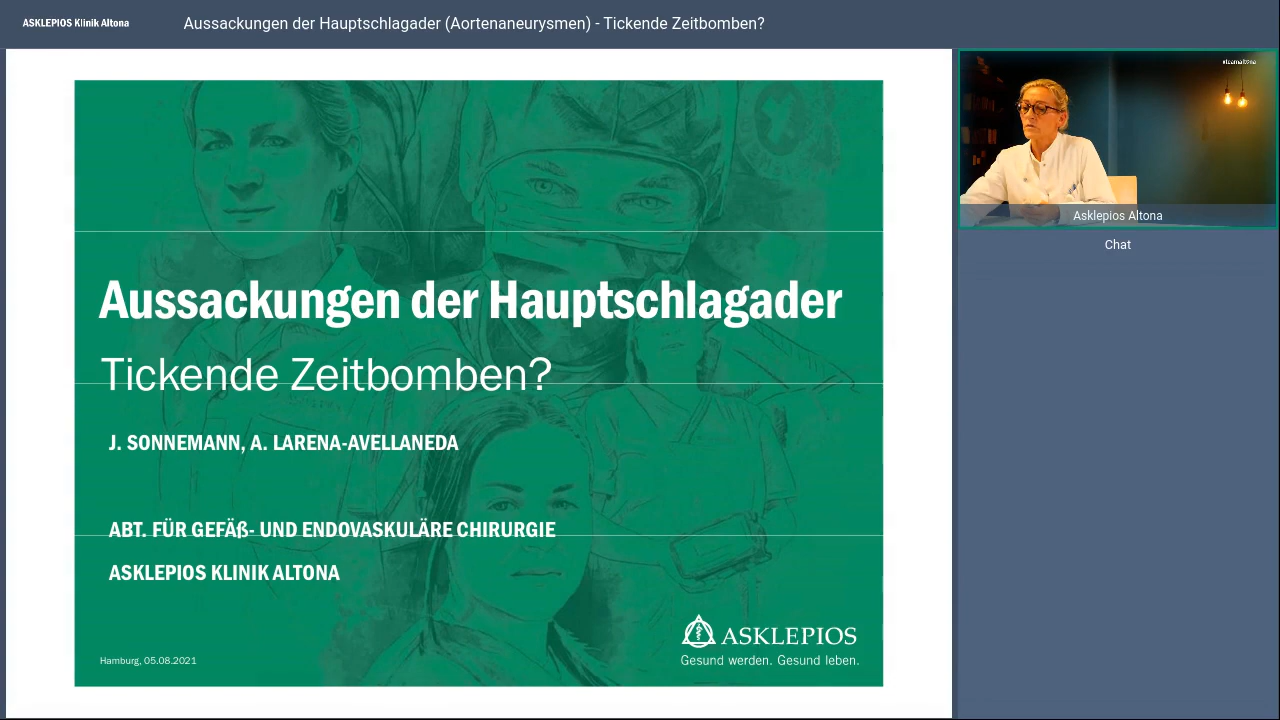 ASKLEPIOS Klinik Altona
Aussackungen der Hauptschlagader (Aortenaneurysmen) - Tickende Zeitbomben?
Aussackungen der Hauptschlagader
Tickende Zeitbomben?
J. SONNEMANN, A. LARENA-AVELLANEDA
ABT. FÜR GEFÄß- UND ENDOVASKULÄRE CHIRURGIE
ASKLEPIOS KLINIK ALTONA
Hamburg, 05.08.2021
ASKLEPIOS
Gesund werden. Gesund leben.
#teamaltona
Asklepios Altona
Chat